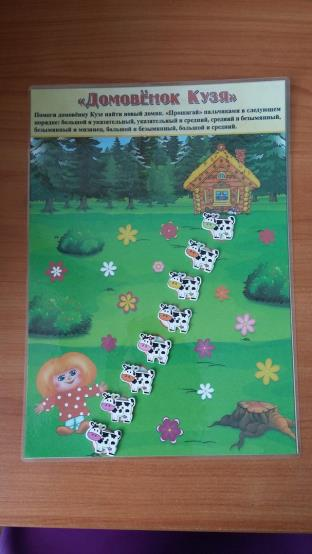 «Домовёнок Кузя»
Помоги домовёнку Кузе найти новый домик. «Прошагай» пальчиками в следующем
порядке: большой и указательный, указательный и средний, средний и безымянный,
безымянный и мизинец, большой и безымянный, большой и средний.